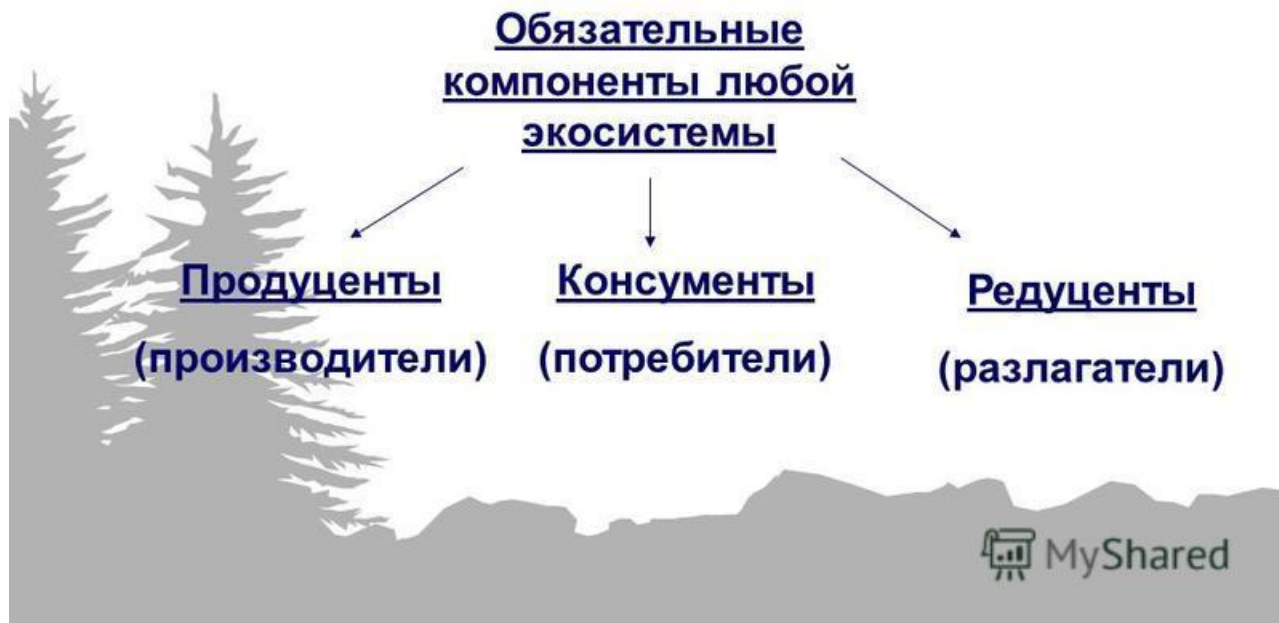 Обязательные
компоненты любой
экосистемы
Продуценты
(производители)
Консументы
(потребители)
Редуценты
(разлагатели)
MyShared